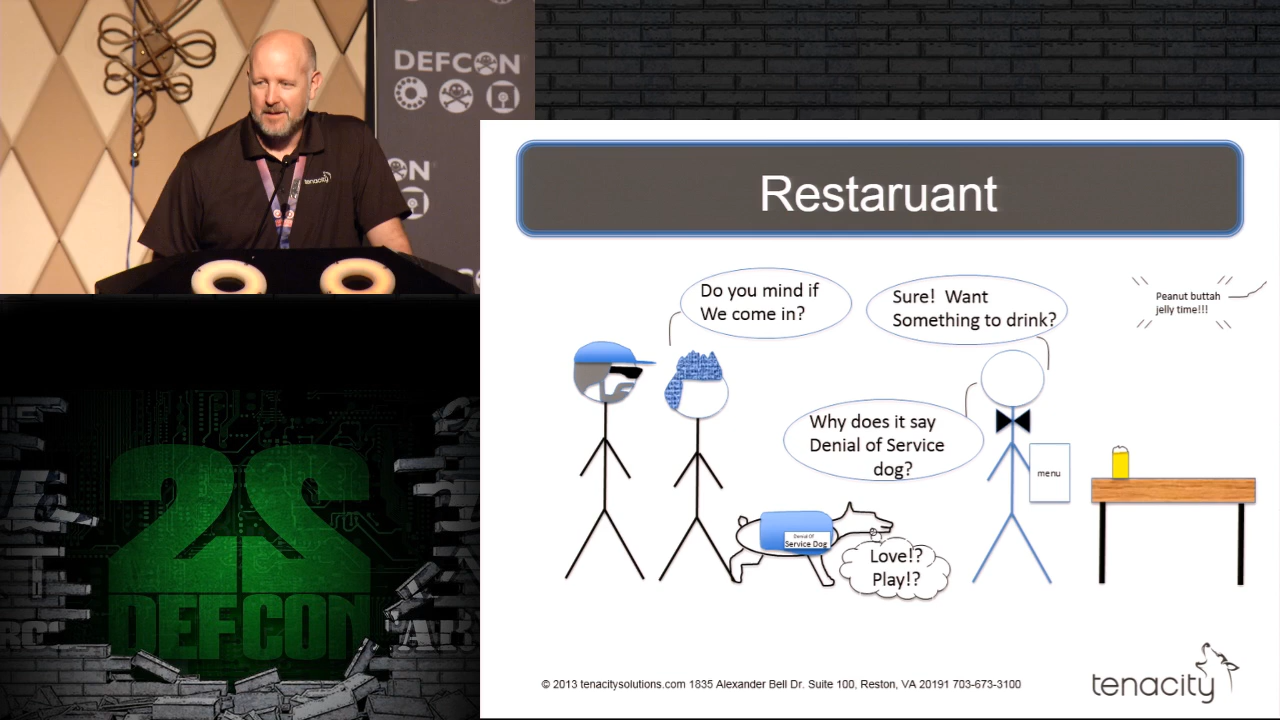 DEFCON
tenacity
22
DEFCON
Restaruant
Do you mind if
We come in?
Sure! Want
Something to drink?
Peanut buttah
jelly time!!!
Why does it say
Denial of Service
dog?
menu
Denial Of
Service Dog
Love!?
Play!?
© 2013 tenacitysolutions.com 1835 Alexander Bell Dr. Suite 100, Reston, VA 20191 703-673-3100
tenacity